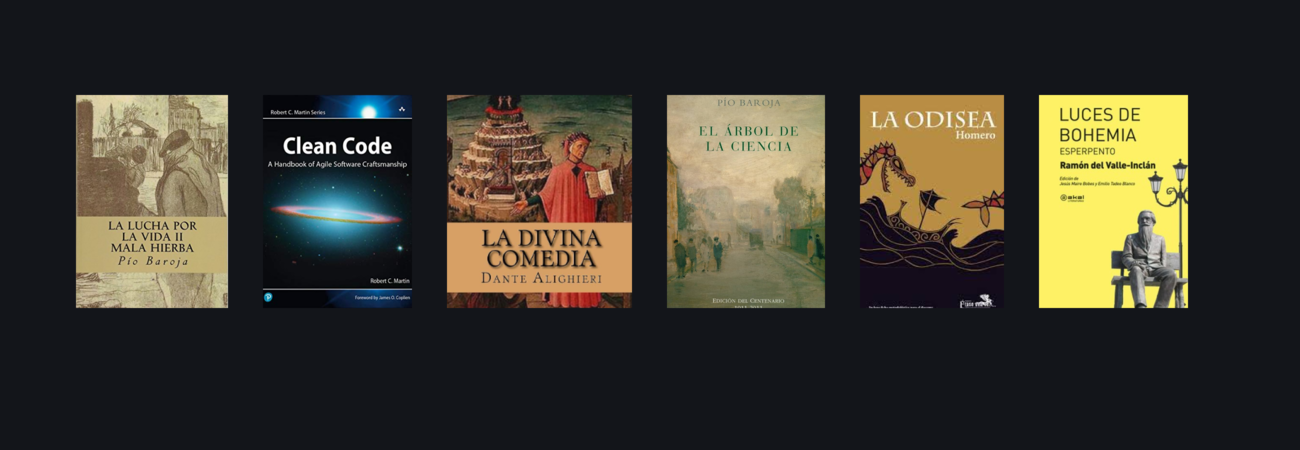 LA LUCHA POR
LA VIDA II
MALA HIERBA
Pío Baroja
Robert C. Martin Series
Clean Code
A Handbook of Agile Software Craftsmanship
Robert C. Martin
Foreword by James O. Coplien
LA DIVINA
COMEDIA
DANTE ALIGHIERI
PÍO BAROJA
EL ÁRBOL DE
LA CIENCIA
EDICIÓN DEL CENTENARIO
LA ODISEA
Homero
LUCES DE
BOHEMIA
ESPERPENTO
Ramón del Valle-Inclán
Edición de
akal